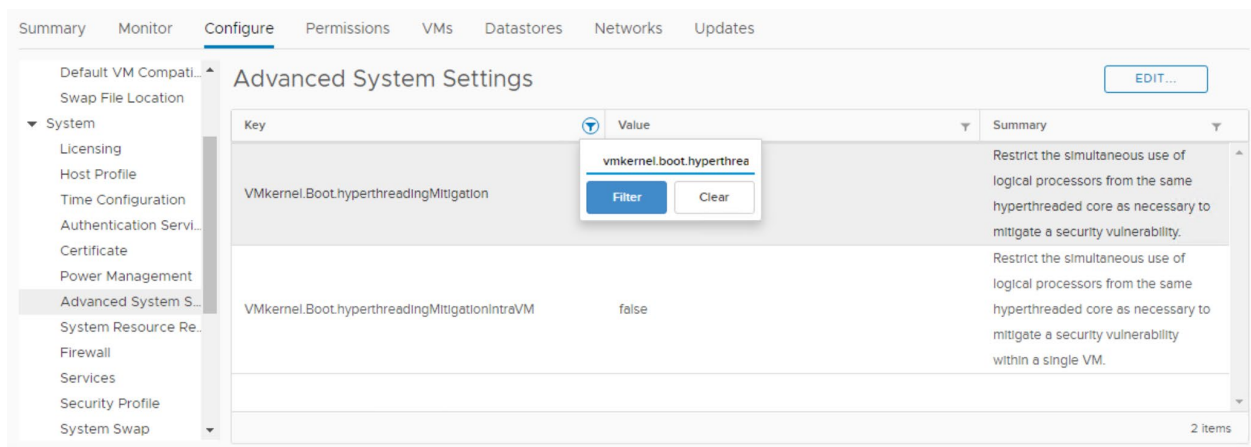 Summary Monitor Configure Permissions VMs Datastores Networks Updates
Default VM Compati...
Swap File Location
System
Licensing
Host Profile
Time Configuration
Authentication Servi...
Certificate
Power Management
Advanced System S...
System Resource Re..
Firewall
Services
Security Profile
System Swap
Advanced System Settings
EDIT...
Key Value Summary
vmkernel.boot.hyperthrea
Filter Clear
VMkernel.Boot.hyperthreadingMitigation
Restrict the simultaneous use of
logical processors from the same
hyperthreaded core as necessary to
mitigate a security vulnerability.
VMkernel.Boot.hyperthreadingMitigationIntraVM false
Restrict the simultaneous use of
logical processors from the same
hyperthreaded core as necessary to
mitigate a security vulnerability
within a single VM.
2 items